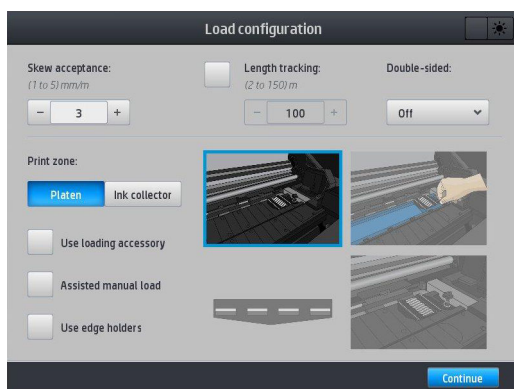 Load configuration
Skew acceptance:
(1 to 5) mm/m
- 3 +
Length tracking:
(2 to 150) m
- 100 +
Double-sided:
Off
Print zone:
Platen
Ink collector
Use loading accessory
Assisted manual load
Use edge holders
Continue